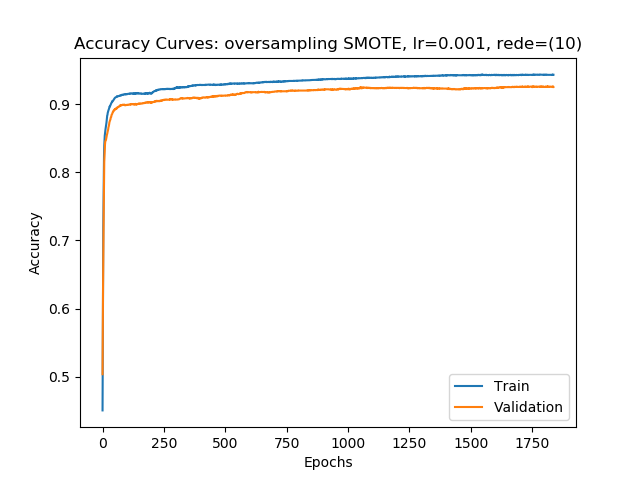 Accuracy Curves: oversampling SMOTE, lr=0.001, rede=(10)
Accuracy
0.9
0.8
0.7
0.6
0.5
Train
Validation
0 250 500 750 1000 1250 1500 1750
Epochs